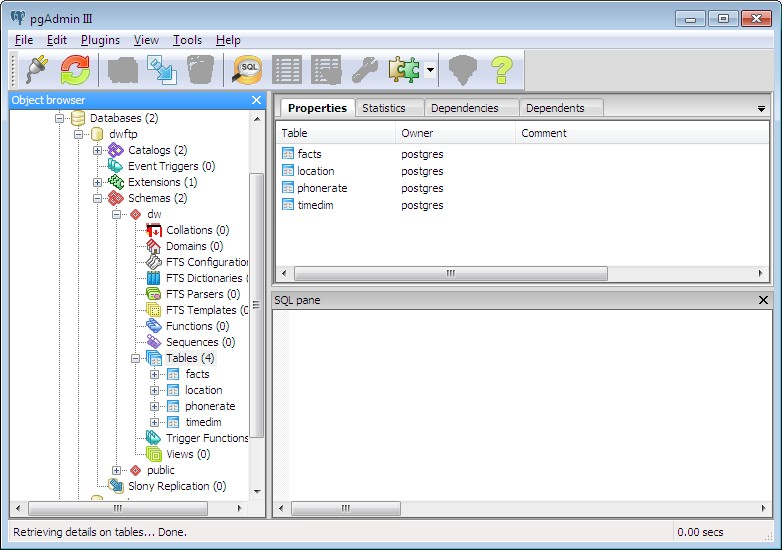 pgAdmin III
File Edit Plugins View Tools Help
SQL
Object browser
Databases (2)
dwftp
Catalogs (2)
Event Triggers (0)
Extensions (1)
Schemas (2)
dw
Collations (0)
Domains (0)
FTS Configuration
FTS Dictionaries (
FTS Parsers (0)
FTS Templates (0
Functions (0)
Sequences (0)
Tables (4)
facts
location
phonerate
timedim
Trigger Functions
Views (0)
public
Slony Replication (0)
Properties Statistics Dependencies Dependents
Table Owner Comment
facts postgres
location postgres
phonerate postgres
timedim postgres
SQL pane
Retrieving details on tables... Done. 0.00 secs